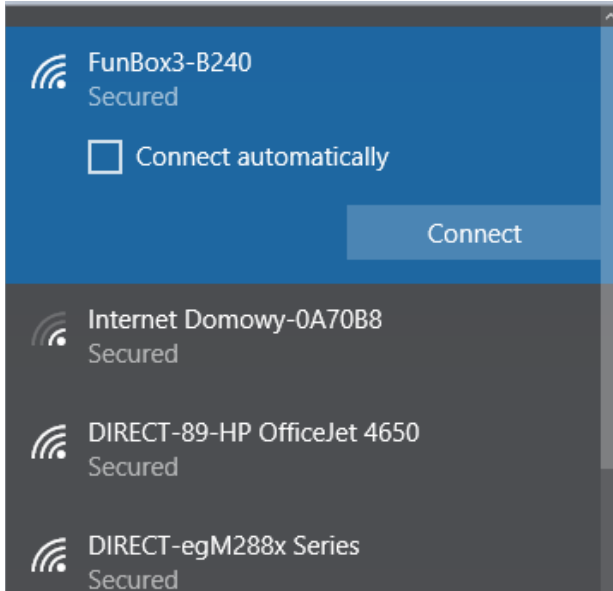 FunBox3-B240
Secured
Connect automatically
Connect
Internet Domowy-0A70B8
Secured
DIRECT-89-HP OfficeJet 4650
Secured
DIRECT-egM288x Series
Secured